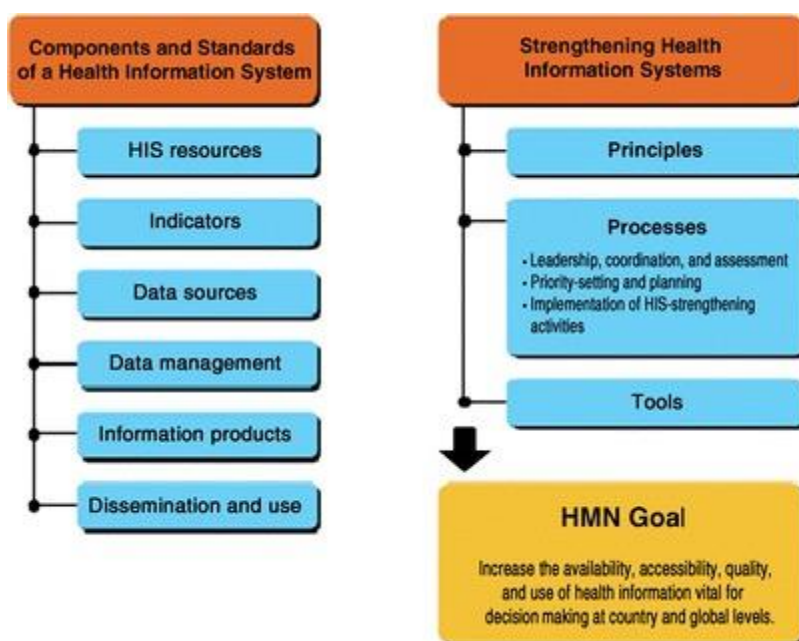 Components and Standards
of a Health Information System
HIS resources
Indicators
Data sources
Data management
Information products
Dissemination and use
Strengthening Health
Information Systems
Principles
Processes
• Leadership, coordination, and assessment
• Priority-setting and planning
• Implementation of HIS-strengthening
activities
Tools
HMN Goal
Increase the availability, accessibility, quality,
and use of health information vital for
decision making at country and global levels.